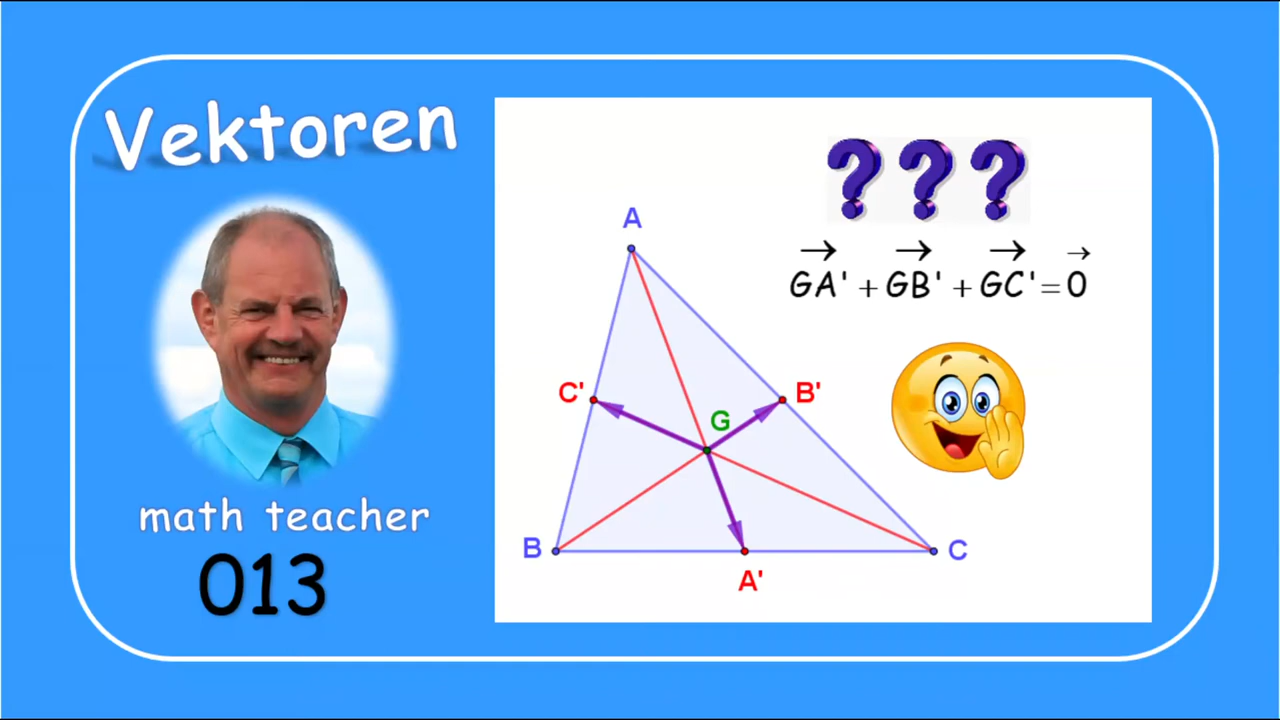 Vektoren
math teacher
013
? ? ?
→ → → →
GA' + GB' + GC' = 0
A
C'
B'
G
B
C
A'